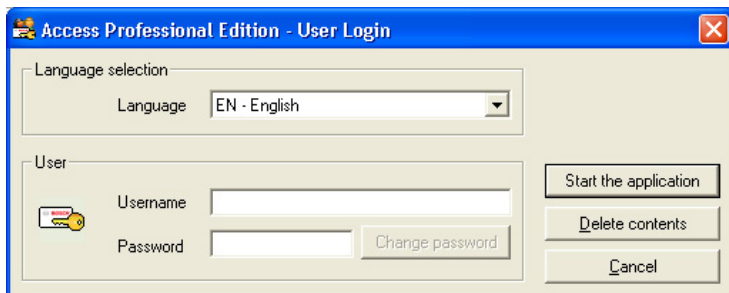 Access Professional Edition - User Login
Language selection
Language EN - English
User
Username
Password Change password
Start the application
Delete contents
Cancel
BOSCH